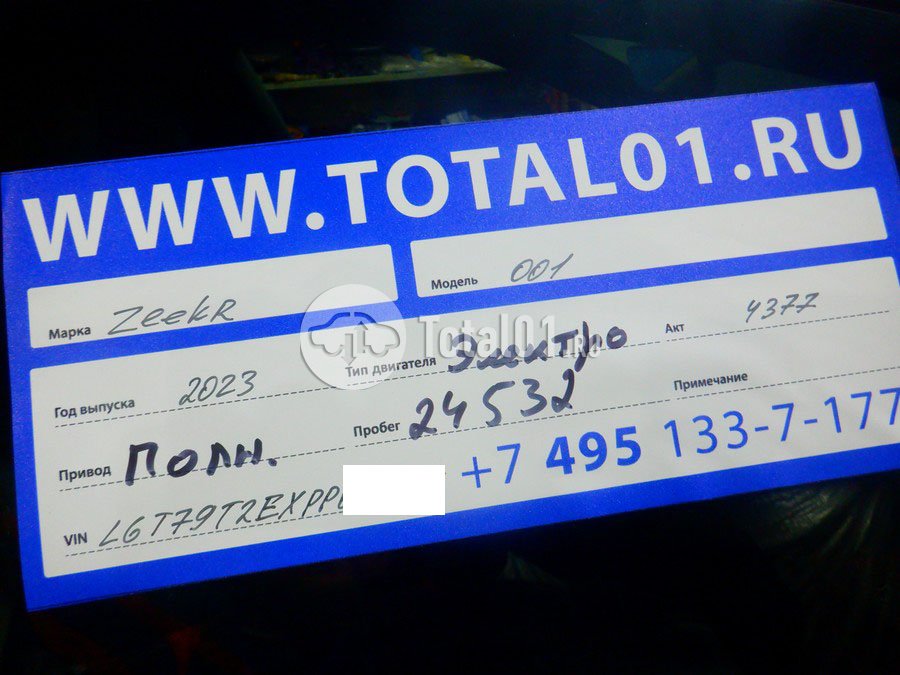 WWW.TOTAL01.RU
Марка ZeekR Модель 001
Total01.RU
Год выпуска 2023 Тип двигателя Электро Акт 4377
Привод Полн. Пробег 24532 Примечание
+7 495 133-7-177
VIN L6T79T2EXPP